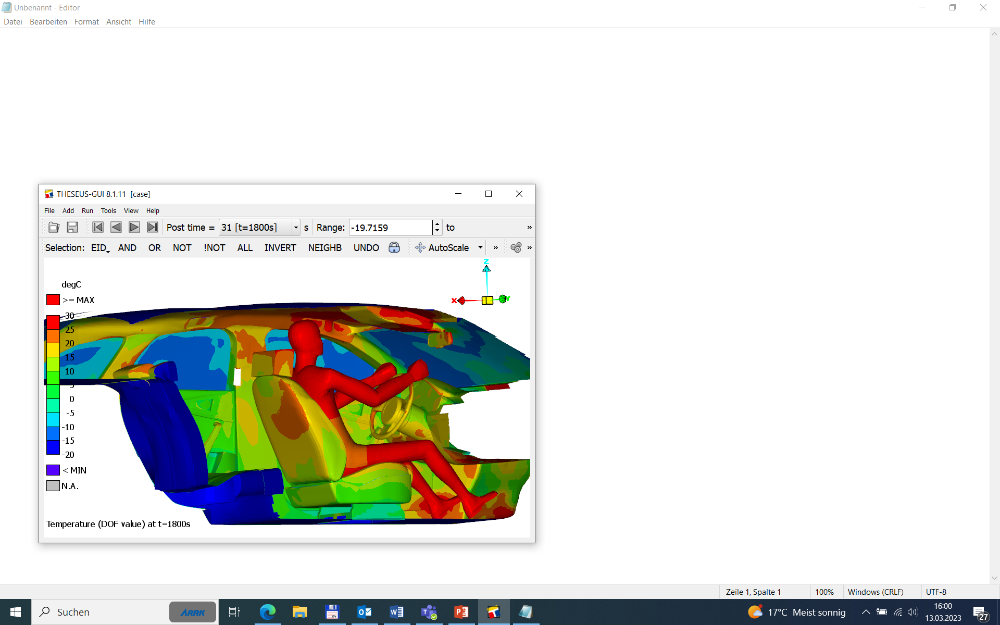 Unbenannt - Editor
Datei Bearbeiten Format Ansicht Hilfe
THESEUS-GUI 8.1.11 [case]
File Add Run Tools View Help
Post time = 31 [t=1800s] s Range: -19.7159 to »
Selection: EID AND OR NOT !NOT ALL INVERT NEIGHB UNDO AutoScale » »
Z
X Y
degC
>= MAX
30
25
20
15
10
5
0
-5
-10
-15
-20
< MIN
N.A.
Temperature (DOF value) at t=1800s
Zeile 1, Spalte 1 100% Windows (CRLF) UTF-8
Suchen ARRK 64 O W T P T 17°C Meist sonnig 16:00
13.03.2023 27